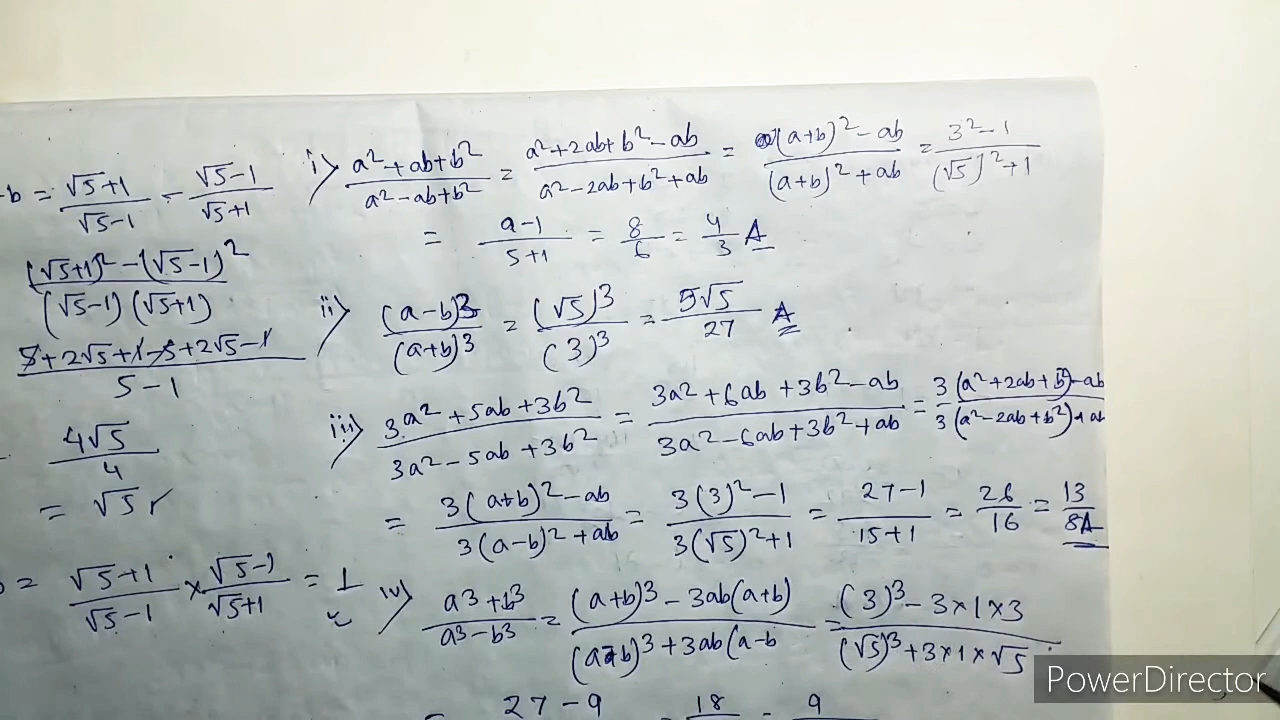 -b = (√5+1)/(√5-1) - (√5-1)/(√5+1)
((√5+1)² - (√5-1)²)/((√5-1)(√5+1))
(5+2√5+1-5+2√5-1)/(5-1)
4√5/4
= √5
= (√5+1)/(√5-1) × (√5-1)/(√5+1) = 1
i) (a²+ab+b²)/(a²-ab+b²) = (a²+2ab+b²-ab)/(a²-2ab+b²+ab) = ((a+b)²-ab)/((a+b)²+ab) = (3²-1)/((√5)²+1)
= (a-1)/(5+1) = 8/6 = 4/3 A
ii) (a-b)3/(a+b)³ = (√5)³/(3)³ = 5√5/27 A
iii) (3a²+5ab+3b²)/(3a²-5ab+3b²) = (3a²+6ab+3b²-ab)/(3a²-6ab+3b²+ab) = (3(a²+2ab+b²)-ab)/(3(a²-2ab+b²)+ab)
= (3(a+b)²-ab)/(3(a-b)²+ab) = (3(3)²-1)/(3(√5)²+1) = (27-1)/(15+1) = 26/16 = 13/8 A
iv) (a³+b³)/(a³-b³) = ((a+b)³-3ab(a+b))/((a-b)³+3ab(a-b = ((3)³-3×1×3)/((√5)³+3×1×√5)
27-9 = 18 = 9
PowerDirector